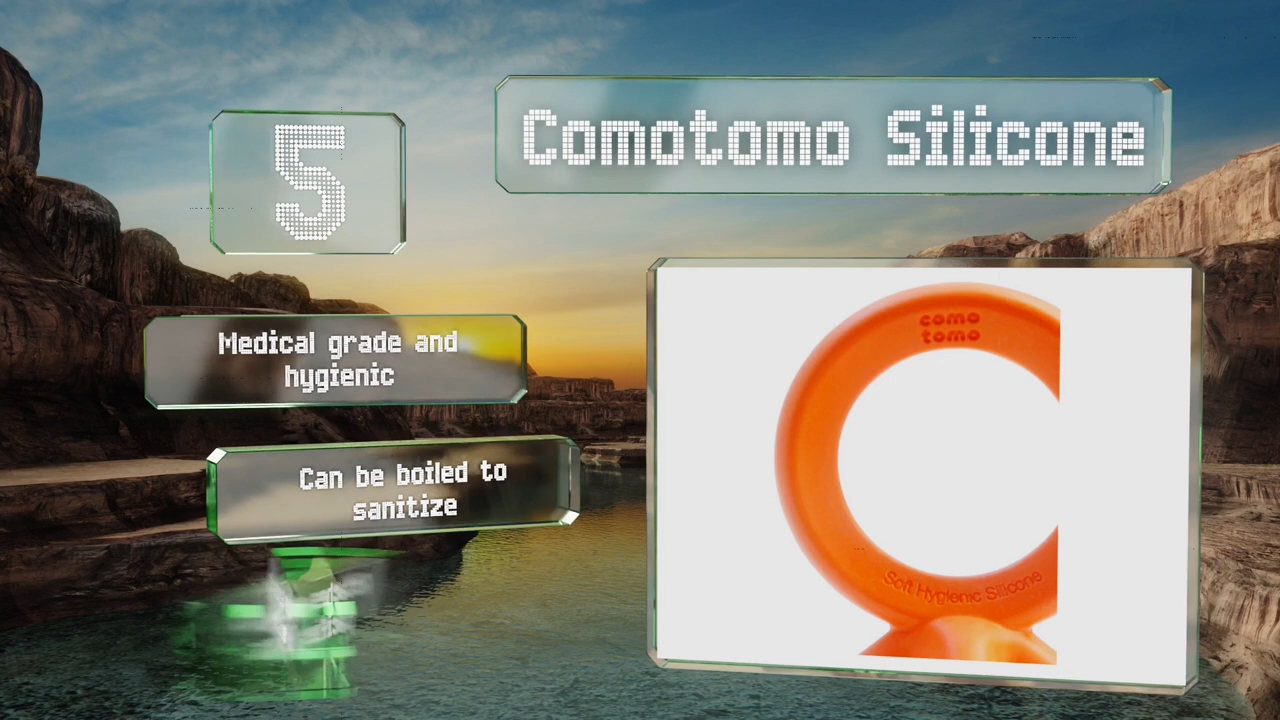 5
Comotomo Silicone
Medical grade and
hygienic
Can be boiled to
sanitize
como
tomo
Soft Hygienic Silicone